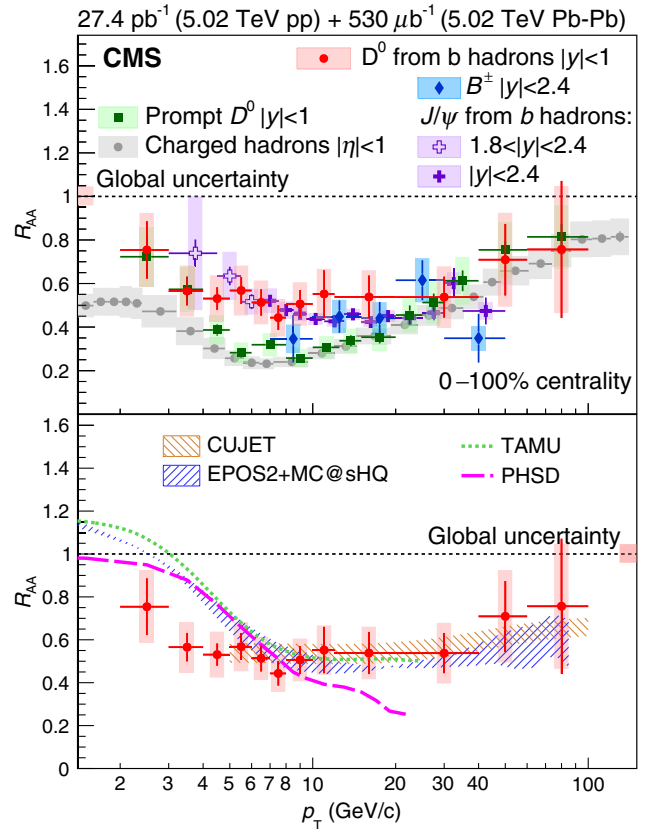 27.4 pb⁻¹ (5.02 TeV pp) + 530 μb⁻¹ (5.02 TeV Pb-Pb)
CMS
D⁰ from b hadrons |y|<1
B± |y|<2.4
Prompt D⁰ |y|<1
J/ψ from b hadrons:
Charged hadrons |η|<1
1.8<|y|<2.4
|y|<2.4
Global uncertainty
0–100% centrality
R_AA
1.6
1.4
1.2
1
0.8
0.6
0.4
0.2
CUJET
TAMU
EPOS2+MC@sHQ
PHSD
Global uncertainty
R_AA
1.6
1.4
1.2
1
0.8
0.6
0.4
0.2
0
2 3 4 5 6 7 8 10 20 30 40 100
p_T (GeV/c)